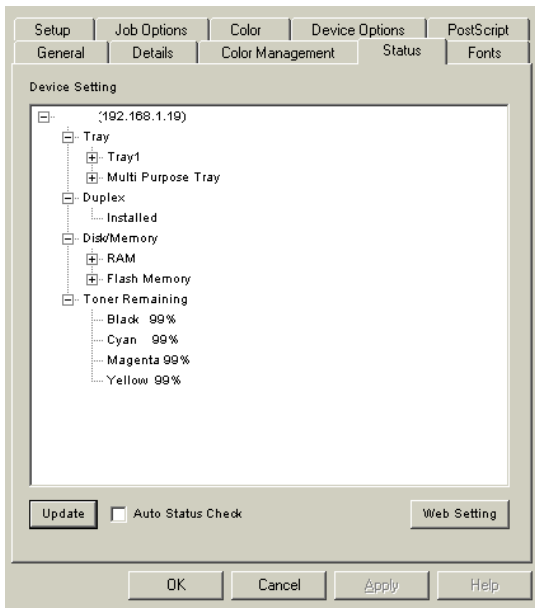 Setup Job Options Color Device Options PostScript
General Details Color Management Status Fonts
Device Setting
(192.168.1.19)
Tray
Tray1
Multi Purpose Tray
Duplex
Installed
Disk/Memory
RAM
Flash Memory
Toner Remaining
Black 99%
Cyan 99%
Magenta 99%
Yellow 99%
Update Auto Status Check Web Setting
OK Cancel Apply Help